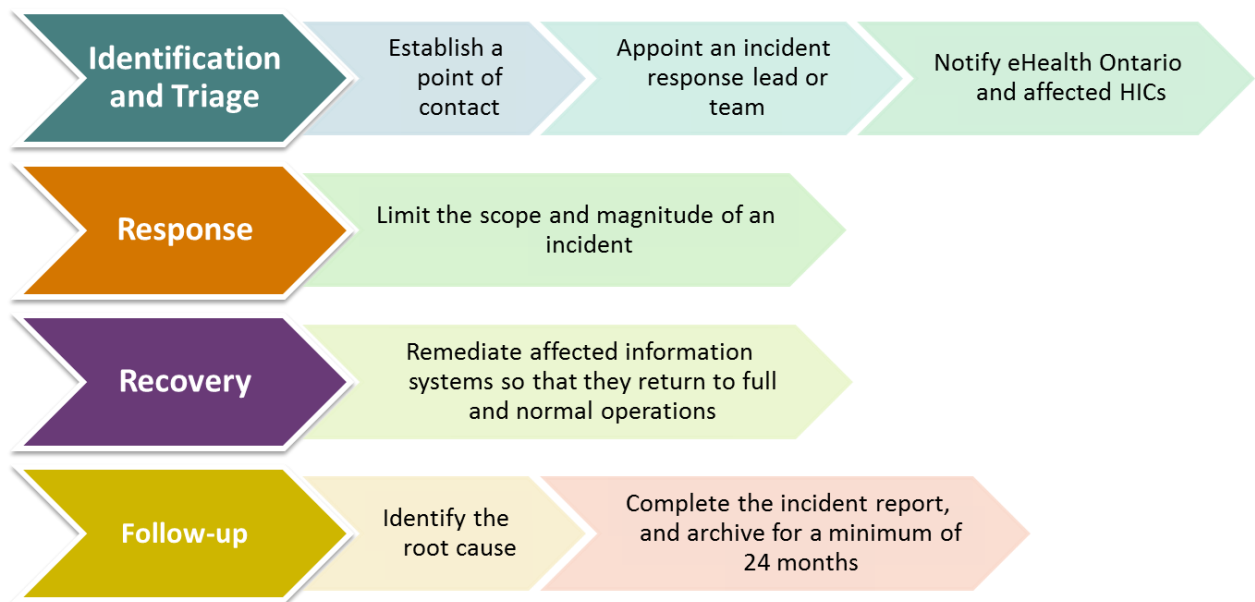 Identification
and Triage
Establish a
point of
contact
Appoint an incident
response lead or
team
Notify eHealth Ontario
and affected HICs
Response
Limit the scope and magnitude of an
incident
Recovery
Remediate affected information
systems so that they return to full
and normal operations
Follow-up
Identify the
root cause
Complete the incident report,
and archive for a minimum of
24 months